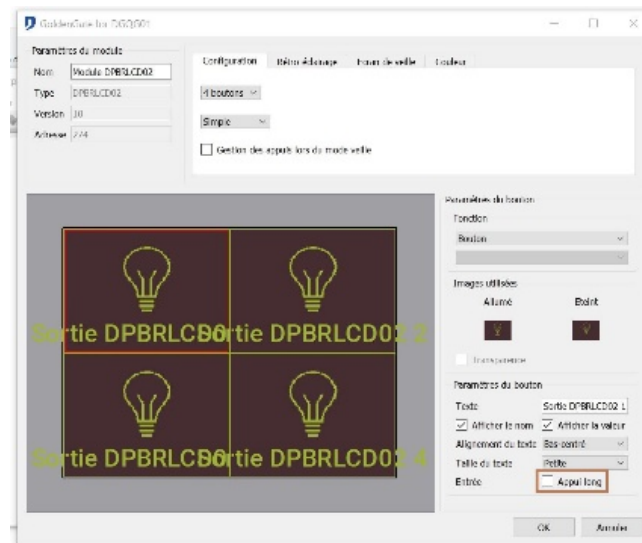 GoldenGate for DGQG01
Paramètres du module
Nom Module DPBRLCD02
Type DPBRLCD02
Version 10
Adresse 274
Configuration Rétro éclairage Ecran de veille Couleur
4 boutons
Simple
Gestion des appuis lors du mode veille
Sortie DPBRLCD0
Sortie DPBRLCD02 2
Sortie DPBRLCD0
Sortie DPBRLCD02 4
Paramètres du bouton
Fonction
Bouton
Images utilisées
Allumé Eteint
Transparence
Paramètres du bouton
Texte Sortie DPBRLCD02 1
Afficher le nom Afficher la valeur
Alignement du texte Bas-centré
Taille du texte Petite
Entrée Appui long
OK Annuler